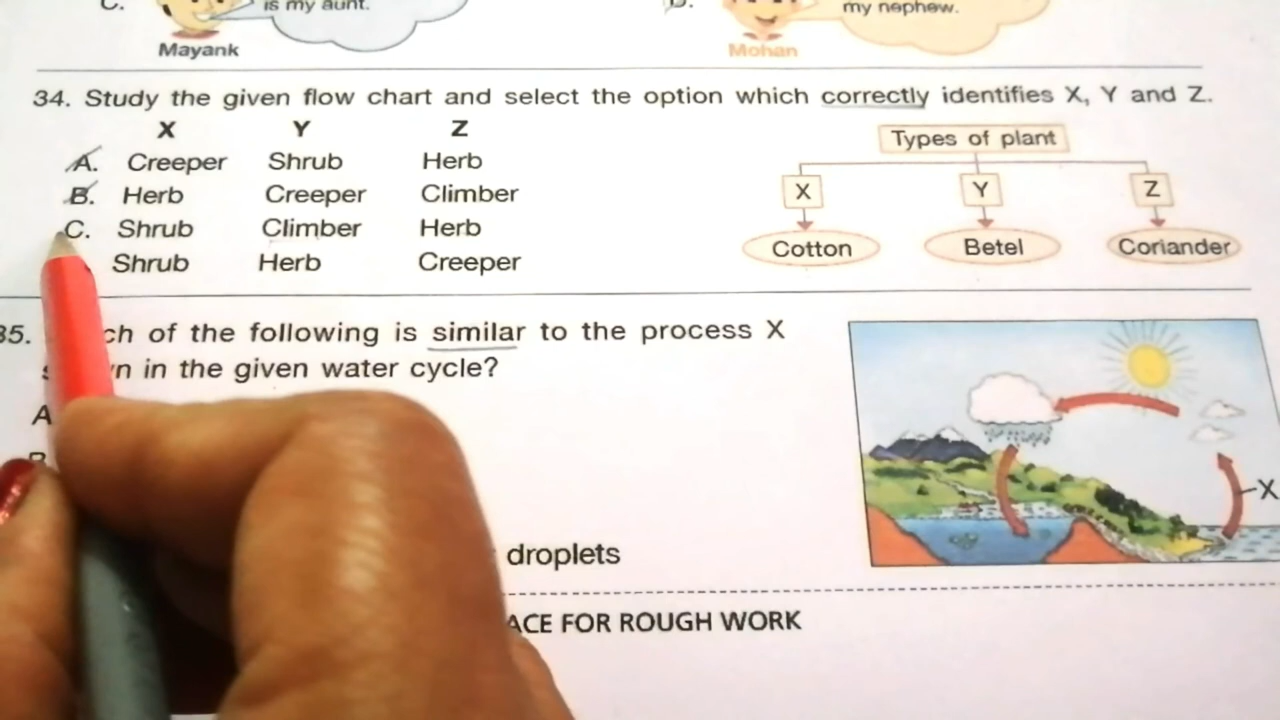 C. is my aunt.
my nephew.
Mayank
Mohan
34. Study the given flow chart and select the option which correctly identifies X, Y and Z.
X Y Z
A. Creeper Shrub Herb
B. Herb Creeper Climber
C. Shrub Climber Herb
Shrub Herb Creeper
Types of plant
X Y Z
Cotton Betel Coriander
35. of the following is similar to the process X
in the given water cycle?
X
A
droplets
FOR ROUGH WORK